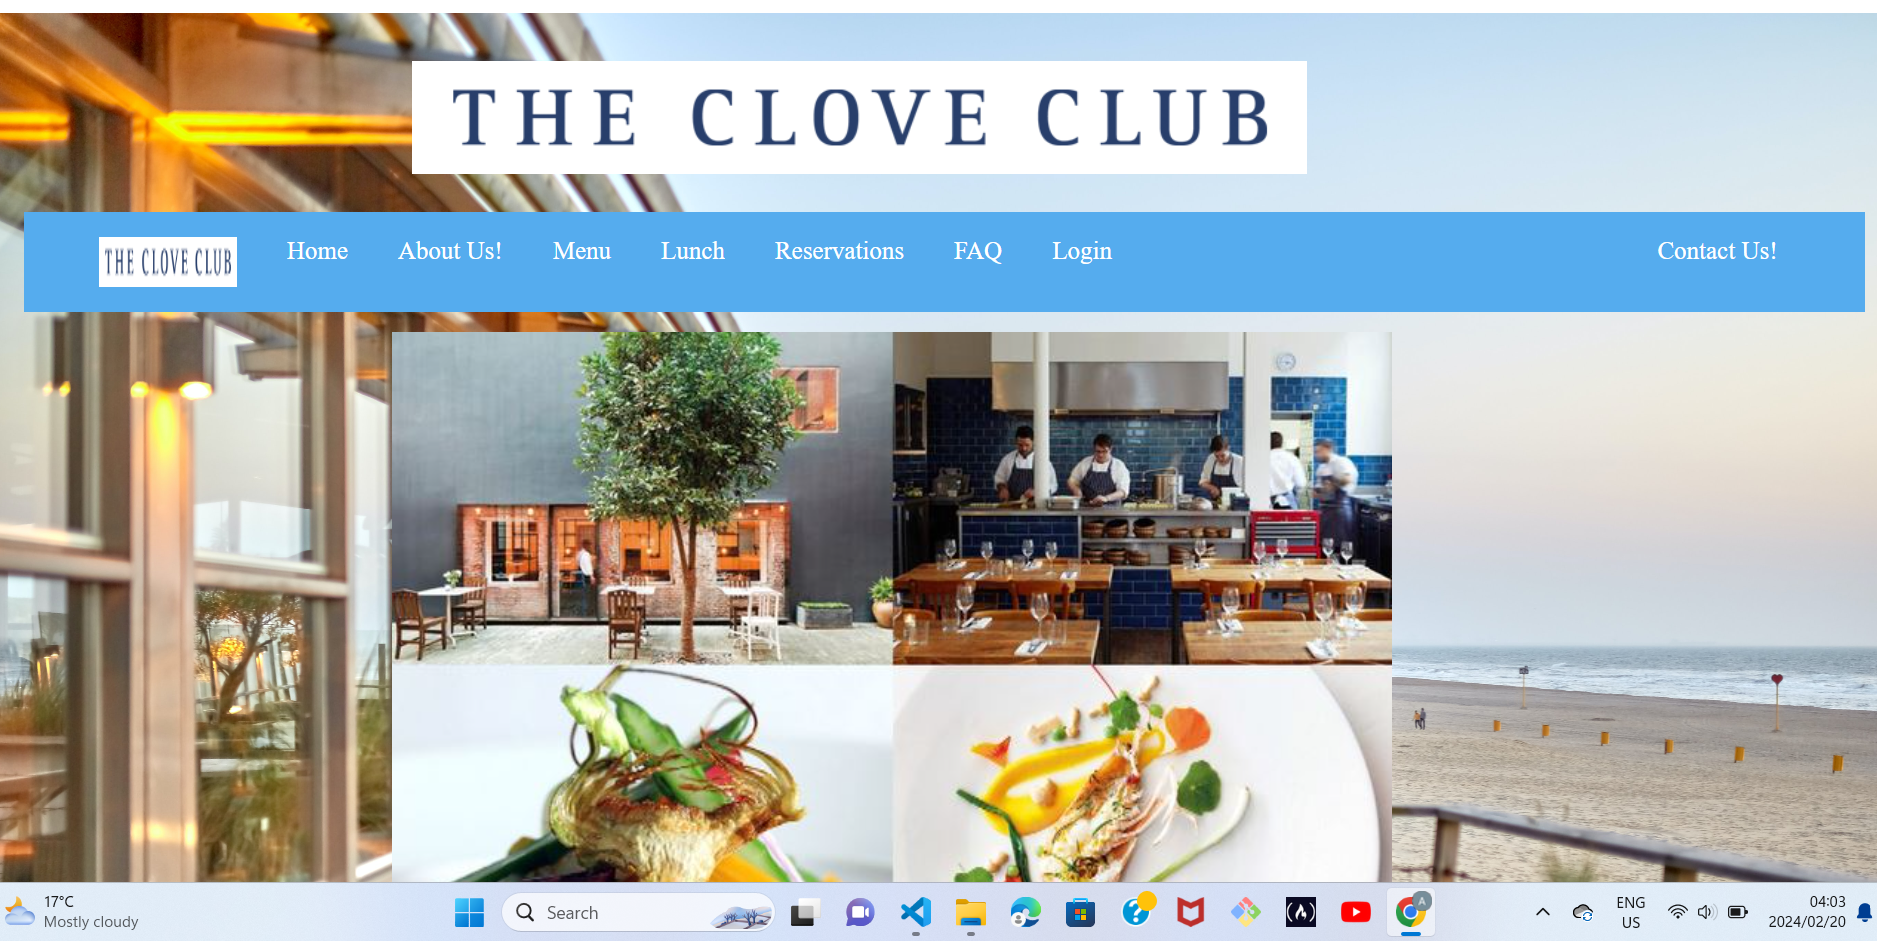 THE CLOVE CLUB
THE CLOVE CLUB Home About Us! Menu Lunch Reservations FAQ Login Contact Us!
17°C
Mostly cloudy
Search
A
ENG
US
04:03
2024/02/20